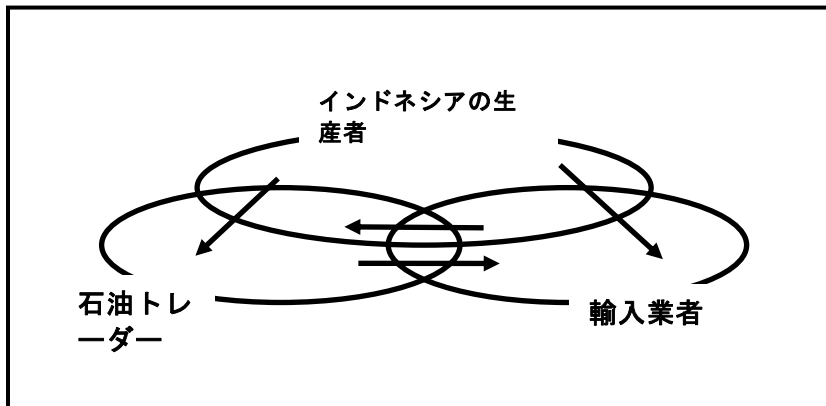 インドネシアの生
産者
石油トレ
ーダー
輸入業者